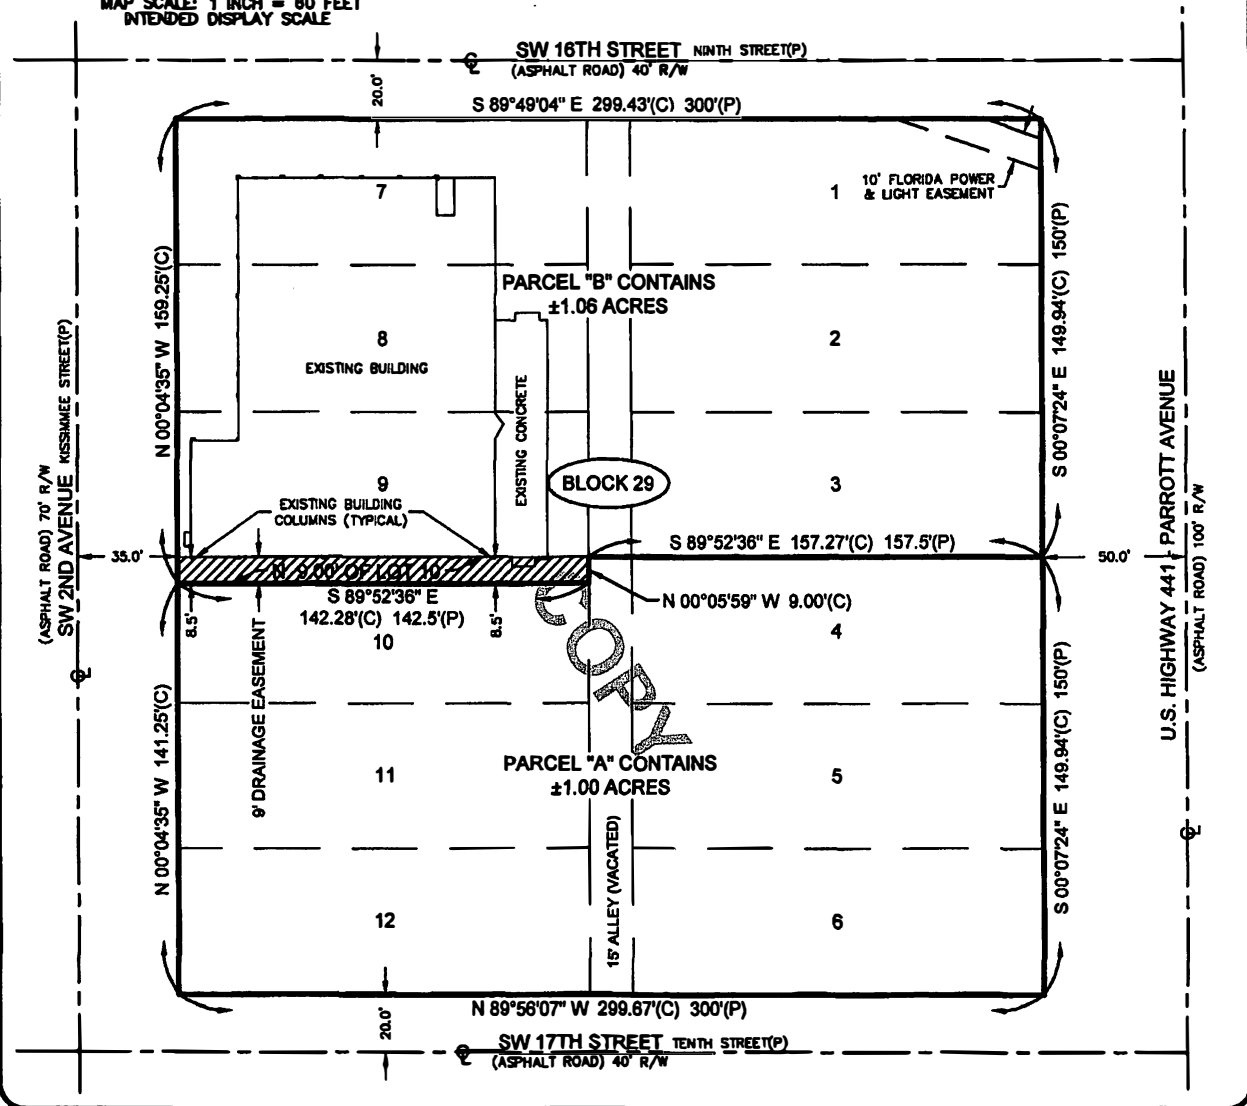 MAP SCALE: 1 INCH = 60 FEET
INTENDED DISPLAY SCALE
SW 16TH STREET NINTH STREET(P)
(ASPHALT ROAD) 40' R/W
20.0'
S 89°49'04" E 299.43'(C) 300'(P)
7
1
10' FLORIDA POWER
& LIGHT EASEMENT
N 00°04'35" W 159.25'(C)
S 00°07'24" E 149.94'(C) 150'(P)
PARCEL "B" CONTAINS
±1.06 ACRES
8
2
EXISTING BUILDING
EXISTING CONCRETE
9
3
BLOCK 29
EXISTING BUILDING
COLUMNS (TYPICAL)
(ASPHALT ROAD) 70' R/W
SW 2ND AVENUE KISSIMMEE STREET(P)
U.S. HIGHWAY 441 - PARROTT AVENUE
(ASPHALT ROAD) 100' R/W
35.0'
S 89°52'36" E 157.27'(C) 157.5'(P)
50.0'
N 9.00' OF LOT 10
S 89°52'36" E
142.28'(C) 142.5'(P)
N 00°05'59" W 9.00'(C)
8.5'
8.5'
10
4
COPY
9' DRAINAGE EASEMENT
N 00°04'35" W 141.25'(C)
S 00°07'24" E 149.94'(C) 150'(P)
PARCEL "A" CONTAINS
±1.00 ACRES
11
5
15' ALLEY (VACATED)
12
6
N 89°56'07" W 299.67'(C) 300'(P)
20.0'
SW 17TH STREET TENTH STREET(P)
(ASPHALT ROAD) 40' R/W